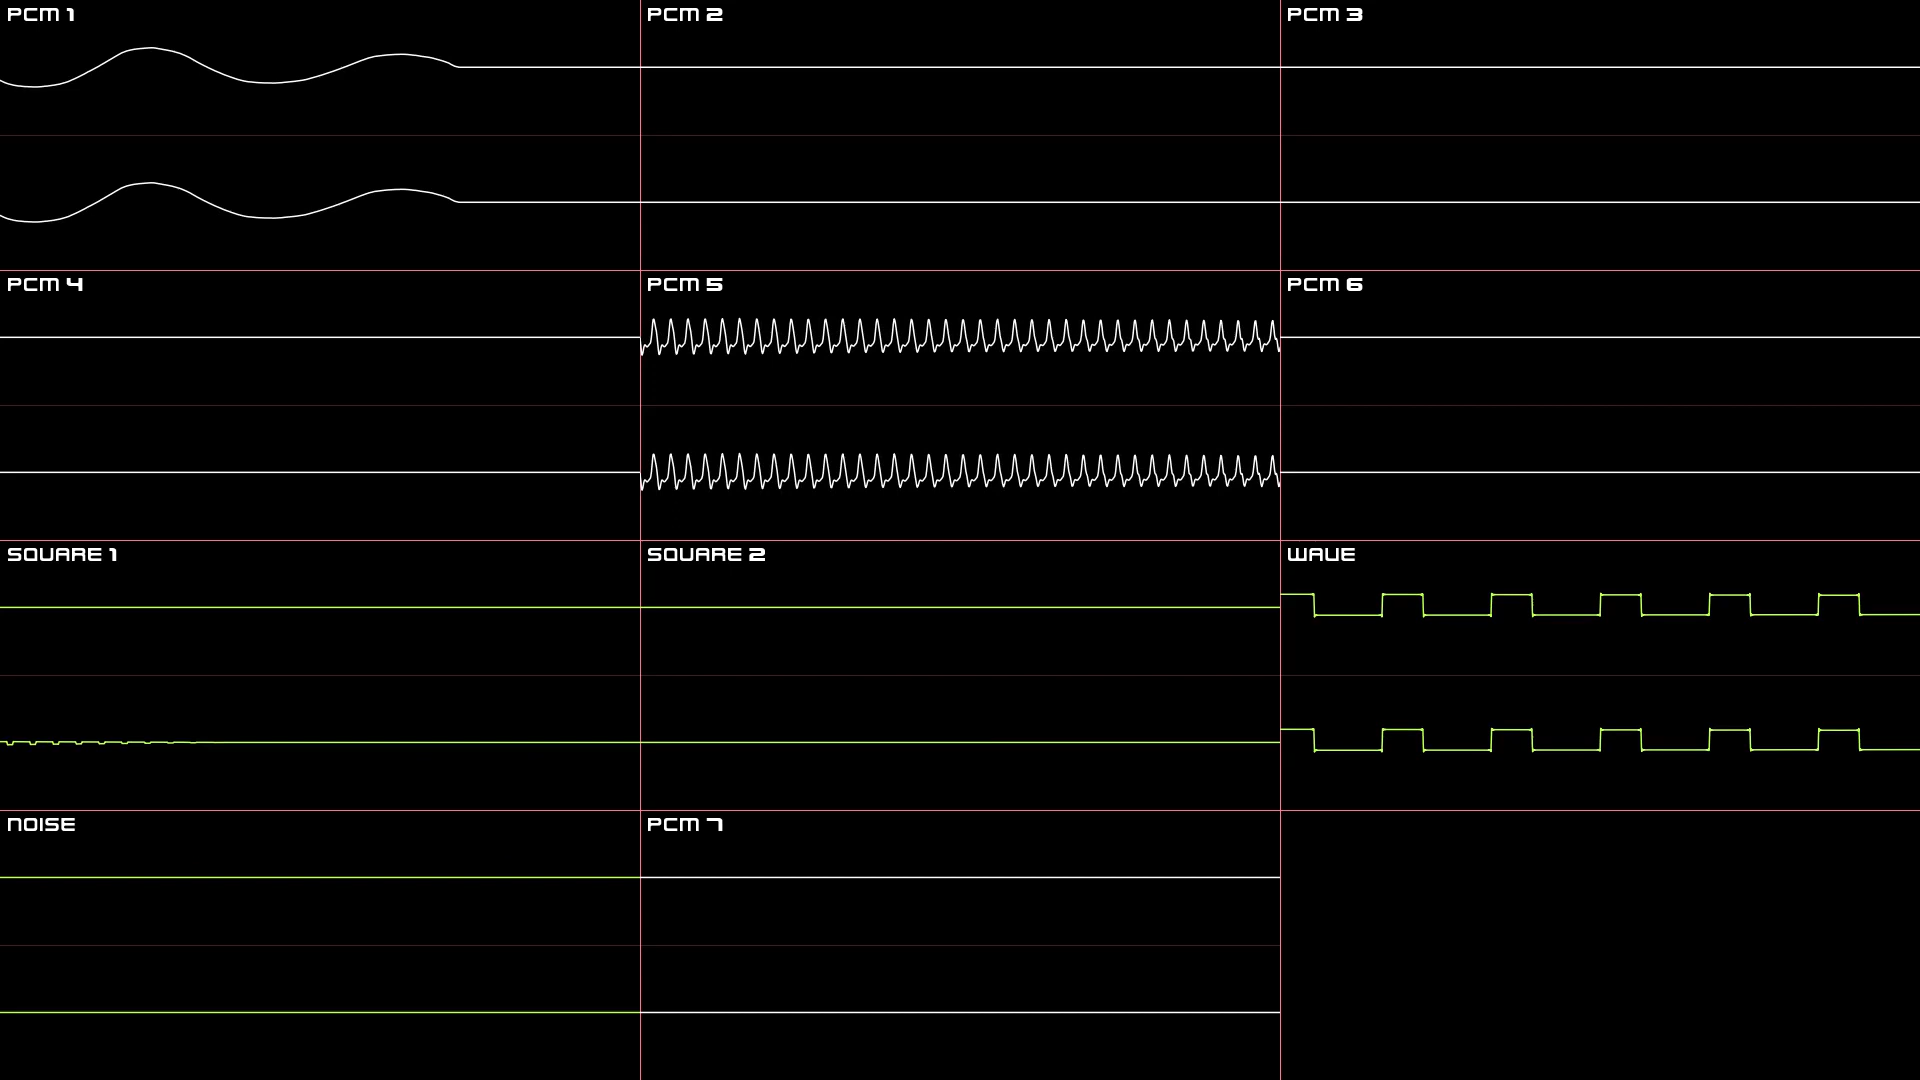 PCM 1
PCM 2
PCM 3
PCM 4
PCM 5
PCM 6
SQUARE 1
SQUARE 2
WAVE
NOISE
PCM 7